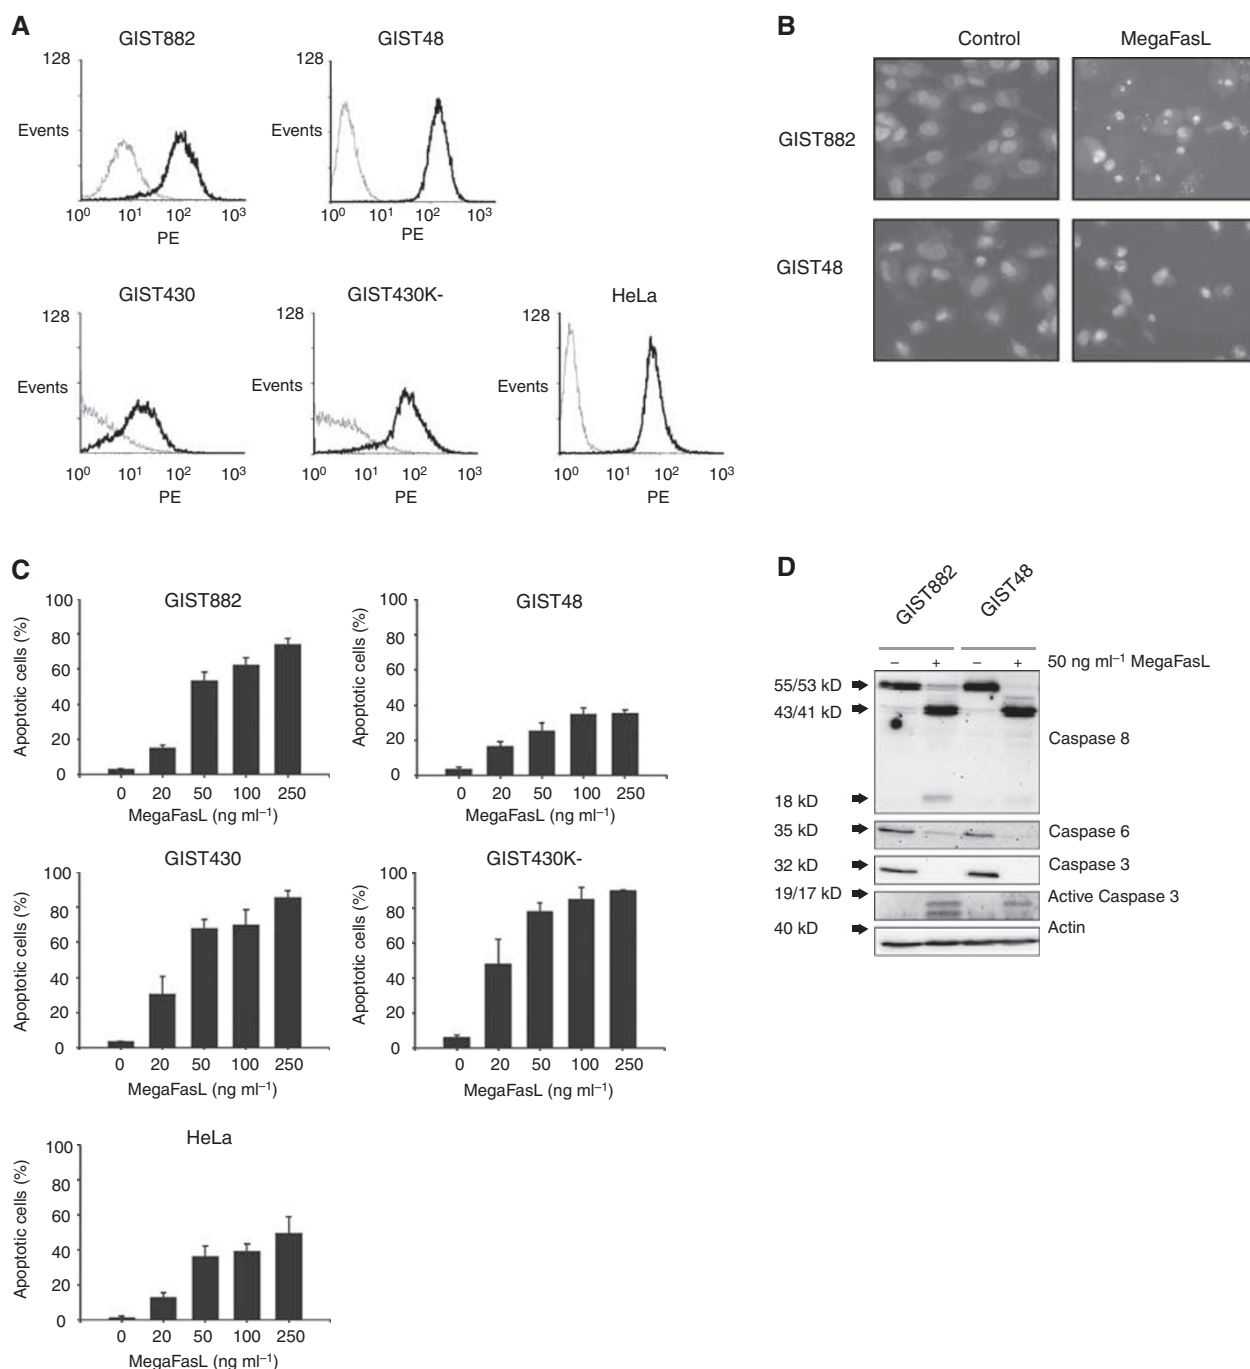 A
GIST882
128
Events
10⁰ 10¹ 10² 10³
PE
GIST48
128
10⁰ 10¹ 10² 10³
PE
GIST430
128
Events
10⁰ 10¹ 10² 10³
PE
GIST430K-
128
Events
10⁰ 10¹ 10² 10³
PE
HeLa
128
Events
10⁰ 10¹ 10² 10³
PE
B
Control MegaFasL
GIST882
GIST48
C
GIST882
Apoptotic cells (%)
100
80
60
40
20
0
0 20 50 100 250
MegaFasL (ng ml⁻¹)
GIST48
Apoptotic cells (%)
100
80
60
40
20
0
0 20 50 100 250
MegaFasL (ng ml⁻¹)
GIST430
Apoptotic cells (%)
100
80
60
40
20
0
0 20 50 100 250
MegaFasL (ng ml⁻¹)
GIST430K-
Apoptotic cells (%)
100
80
60
40
20
0
0 20 50 100 250
MegaFasL (ng ml⁻¹)
HeLa
Apoptotic cells (%)
100
80
60
40
20
0
0 20 50 100 250
MegaFasL (ng ml⁻¹)
D
GIST882 GIST48
– + – + 50 ng ml⁻¹ MegaFasL
55/53 kD
43/41 kD
Caspase 8
18 kD
35 kD Caspase 6
32 kD Caspase 3
19/17 kD Active Caspase 3
40 kD Actin